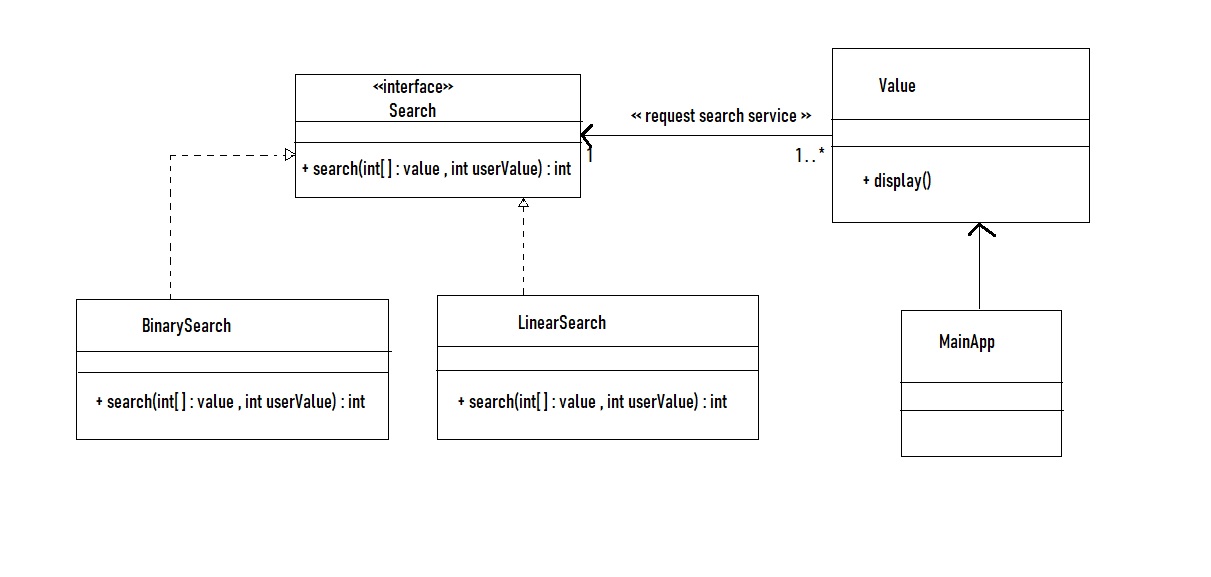 «interface»
Search
+ search(int[ ] : value , int userValue) : int
« request search service »
1
1..*
Value
+ display()
BinarySearch
+ search(int[ ] : value , int userValue) : int
LinearSearch
+ search(int[ ] : value , int userValue) : int
MainApp